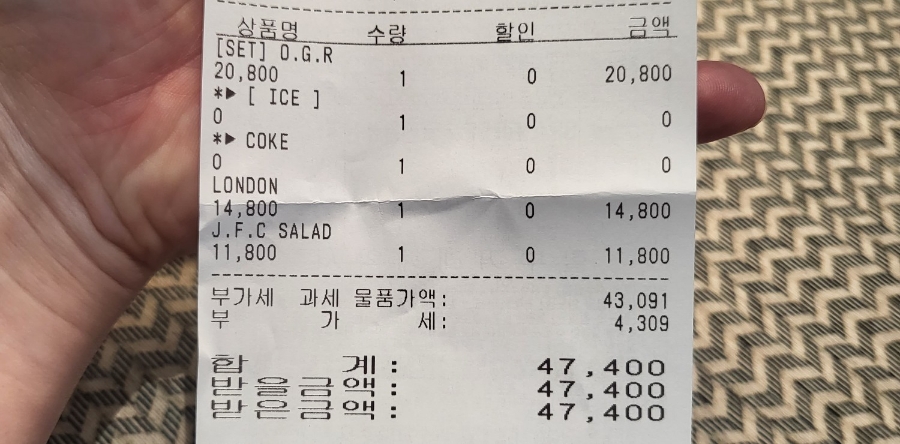 상품명 수량 할인 금액
[SET] O.G.R
20,800 1 0 20,800
*▶ [ ICE ]
0 1 0 0
*▶ COKE
0 1 0 0
LONDON
14,800 1 0 14,800
J.F.C SALAD
11,800 1 0 11,800
부가세 과세 물품가액: 43,091
부 가 세: 4,309
합 계: 47,400
받을금액: 47,400
받은금액: 47,400